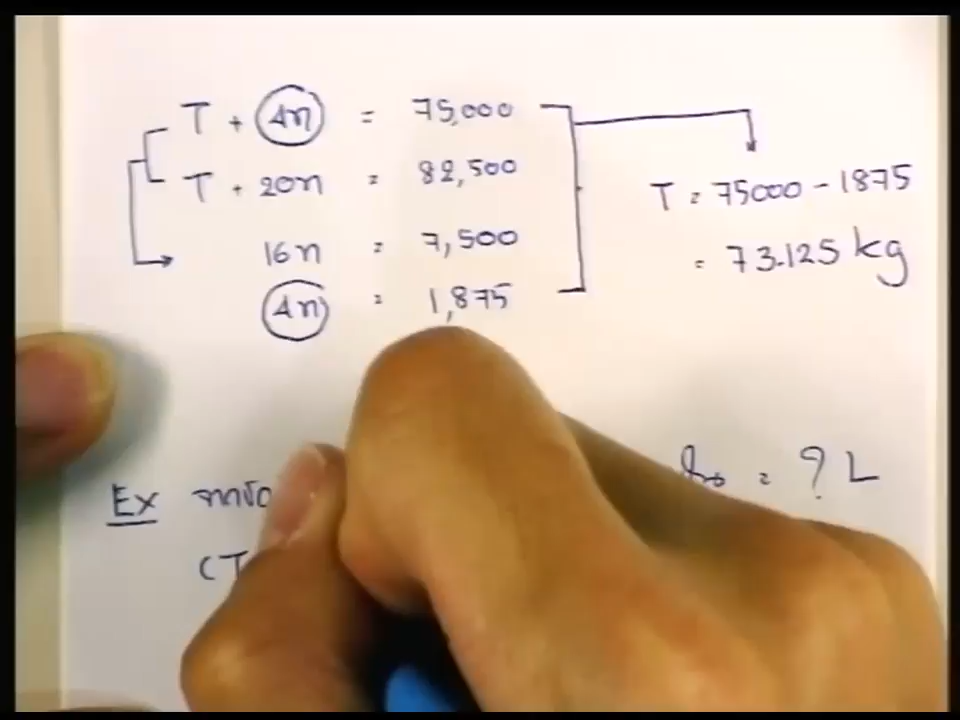 T + 4n = 75,000
T + 20n = 82,500
16n = 7,500
4n = 1,875
T = 75000 - 1875
= 73.125 kg
Ex
= ? L
(T